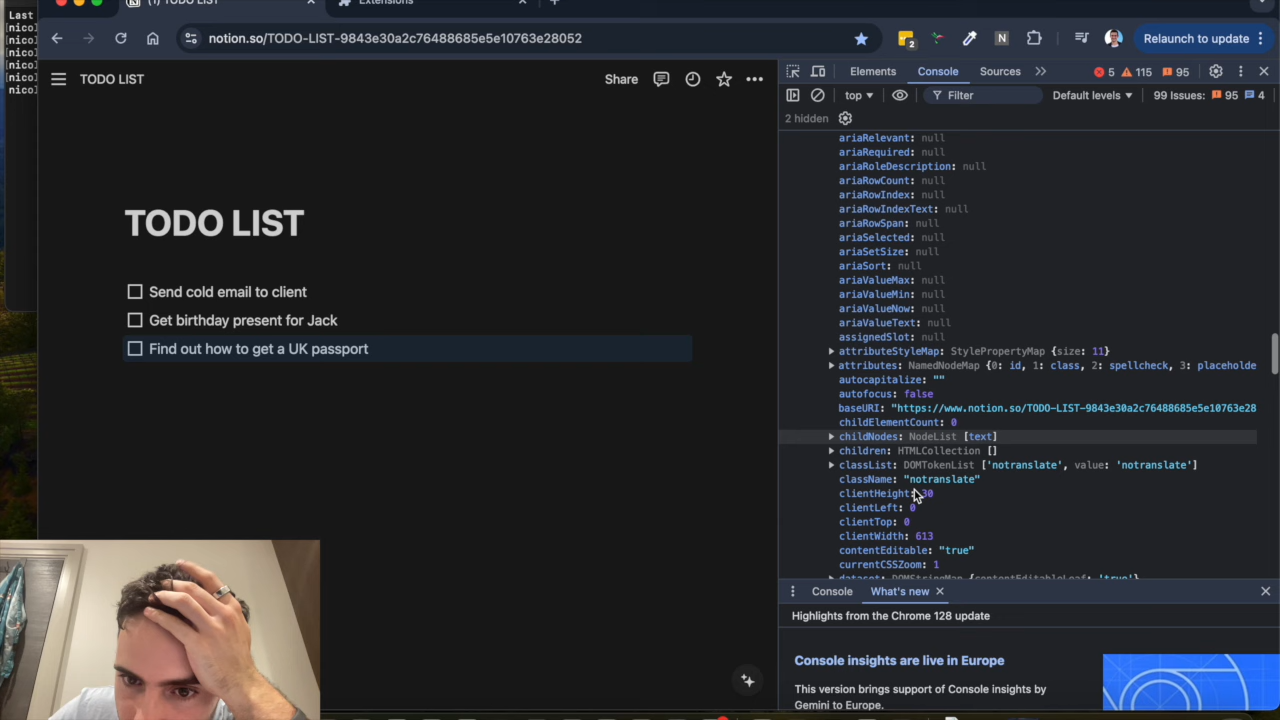 Last
[nicol
[nicol
[nicol
[nicol
[nicol
nicol
(1) TODO LIST
Extensions
notion.so/TODO-LIST-9843e30a2c76488685e5e10763e28052
2
N
Relaunch to update
TODO LIST
Share
Elements
Console
Sources
5
115
95
top
Filter
Default levels
99 Issues:
95
4
2 hidden
TODO LIST
Send cold email to client
Get birthday present for Jack
Find out how to get a UK passport
ariaRelevant: null
ariaRequired: null
ariaRoleDescription: null
ariaRowCount: null
ariaRowIndex: null
ariaRowIndexText: null
ariaRowSpan: null
ariaSelected: null
ariaSetSize: null
ariaSort: null
ariaValueMax: null
ariaValueMin: null
ariaValueNow: null
ariaValueText: null
assignedSlot: null
attributeStyleMap: StylePropertyMap {size: 11}
attributes: NamedNodeMap {0: id, 1: class, 2: spellcheck, 3: placeholde
autocapitalize: ""
autofocus: false
baseURI: "https://www.notion.so/TODO-LIST-9843e30a2c76488685e5e10763e28
childElementCount: 0
childNodes: NodeList [text]
children: HTMLCollection []
classList: DOMTokenList ['notranslate', value: 'notranslate']
className: "notranslate"
clientHeight: 30
clientLeft: 0
clientTop: 0
clientWidth: 613
contentEditable: "true"
currentCSSZoom: 1
dataset: DOMStringMap {contentEditableLeaf: 'true'}
Console
What's new
Highlights from the Chrome 128 update
Console insights are live in Europe
This version brings support of Console insights by
Gemini to Europe.